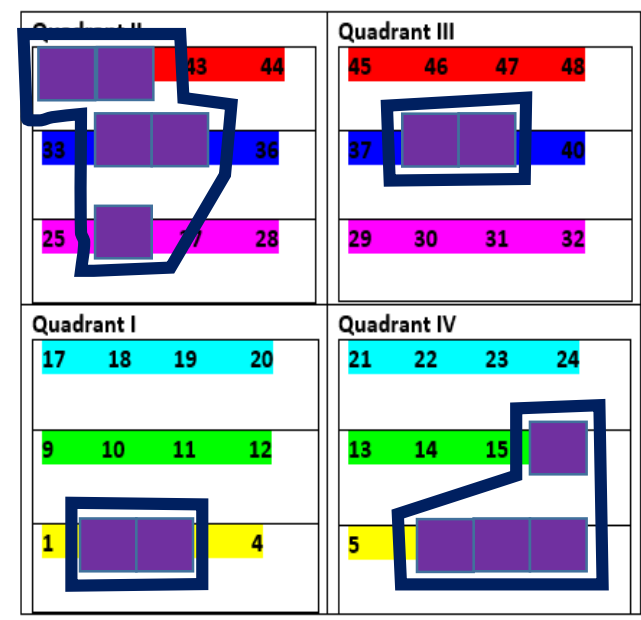 Quadrant II
43 44
33 36
25 27 28
Quadrant III
45 46 47 48
37 40
29 30 31 32
Quadrant I
17 18 19 20
9 10 11 12
1 4
Quadrant IV
21 22 23 24
13 14 15
5